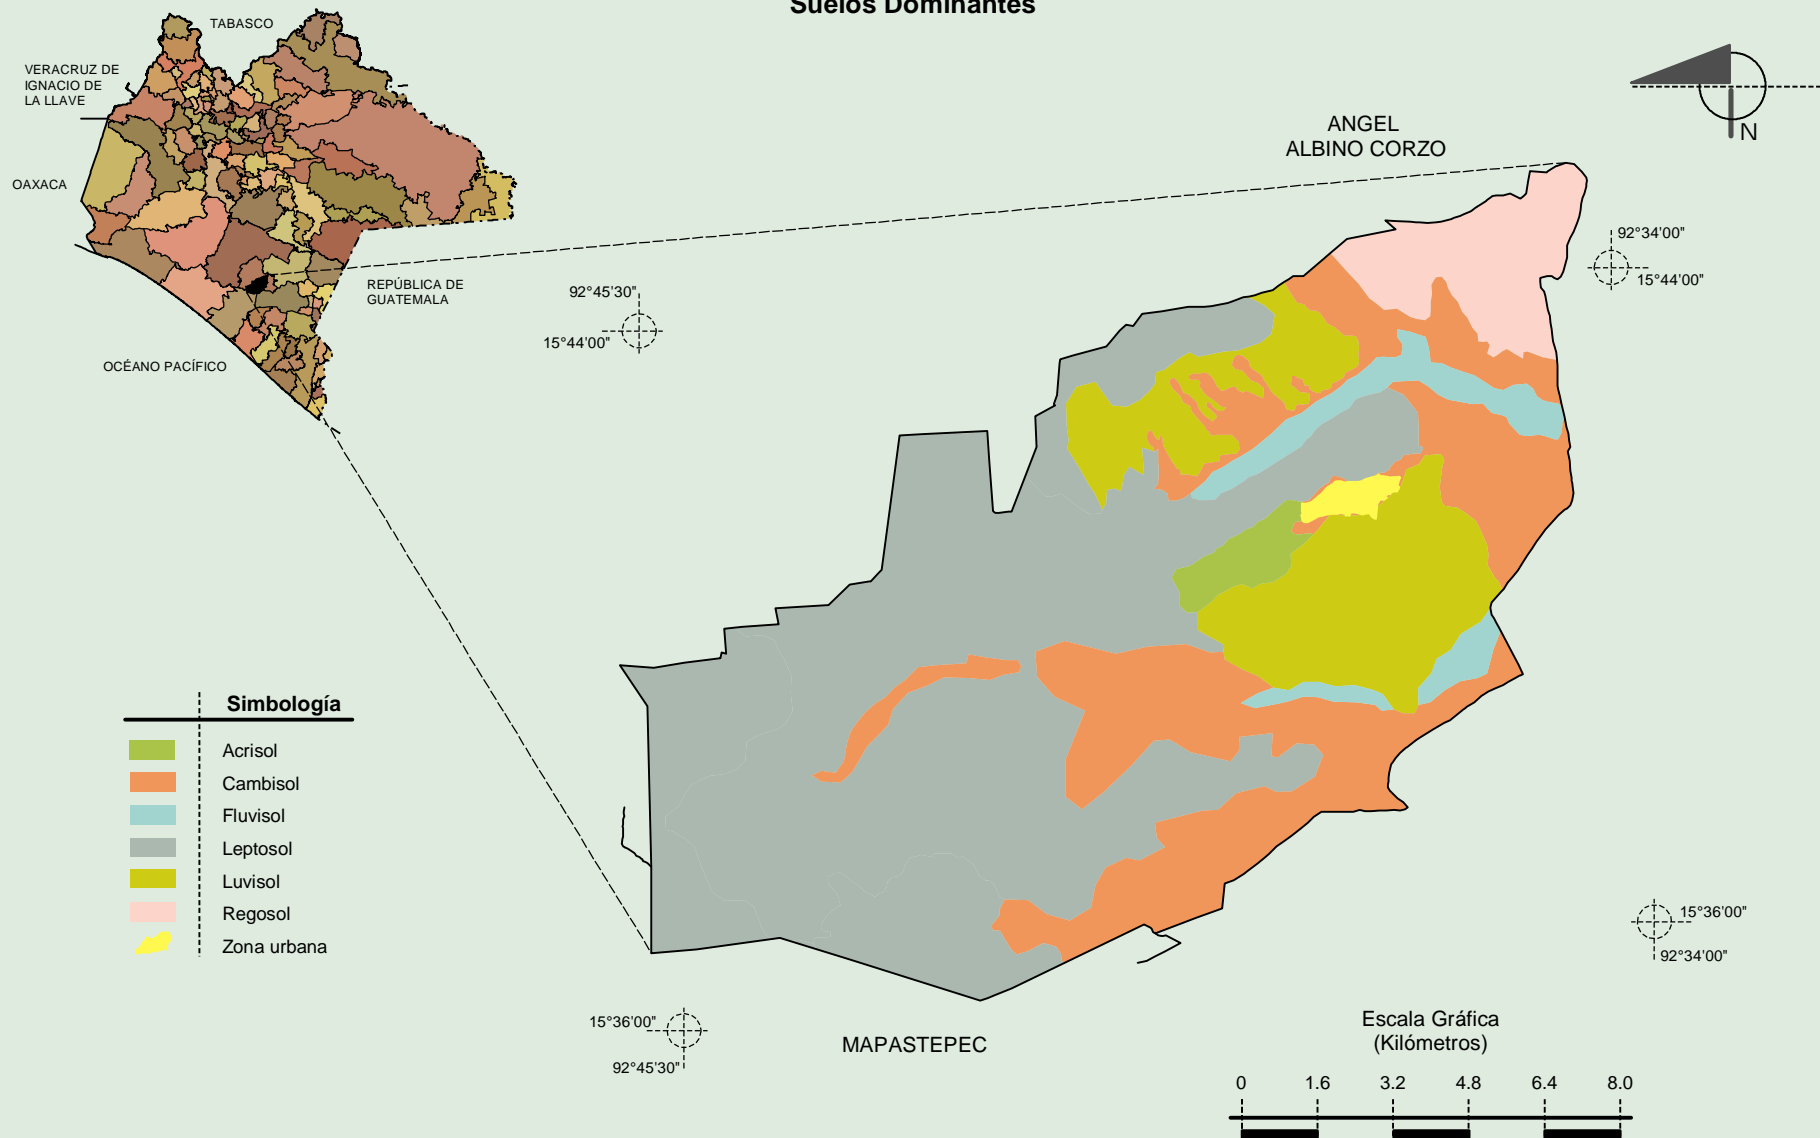 Suelos Dominantes
TABASCO
VERACRUZ DE
IGNACIO DE
LA LLAVE
OAXACA
REPÚBLICA DE
GUATEMALA
OCÉANO PACÍFICO
N
ANGEL
ALBINO CORZO
92°34'00"
15°44'00"
92°45'30"
15°44'00"
Simbología
Acrisol
Cambisol
Fluvisol
Leptosol
Luvisol
Regosol
Zona urbana
15°36'00"
92°34'00"
15°36'00"
92°45'30"
MAPASTEPEC
Escala Gráfica
(Kilómetros)
0 1.6 3.2 4.8 6.4 8.0